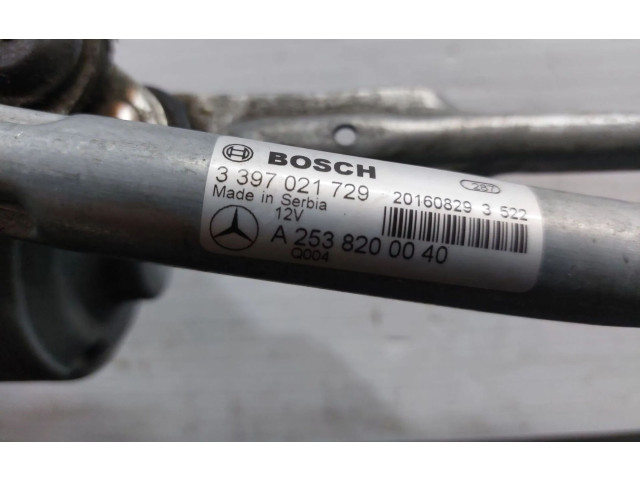 BOSCH
3 397 021 729
Made in Serbia
12V
20160829 3 522
A 253 820 00 40
Q004